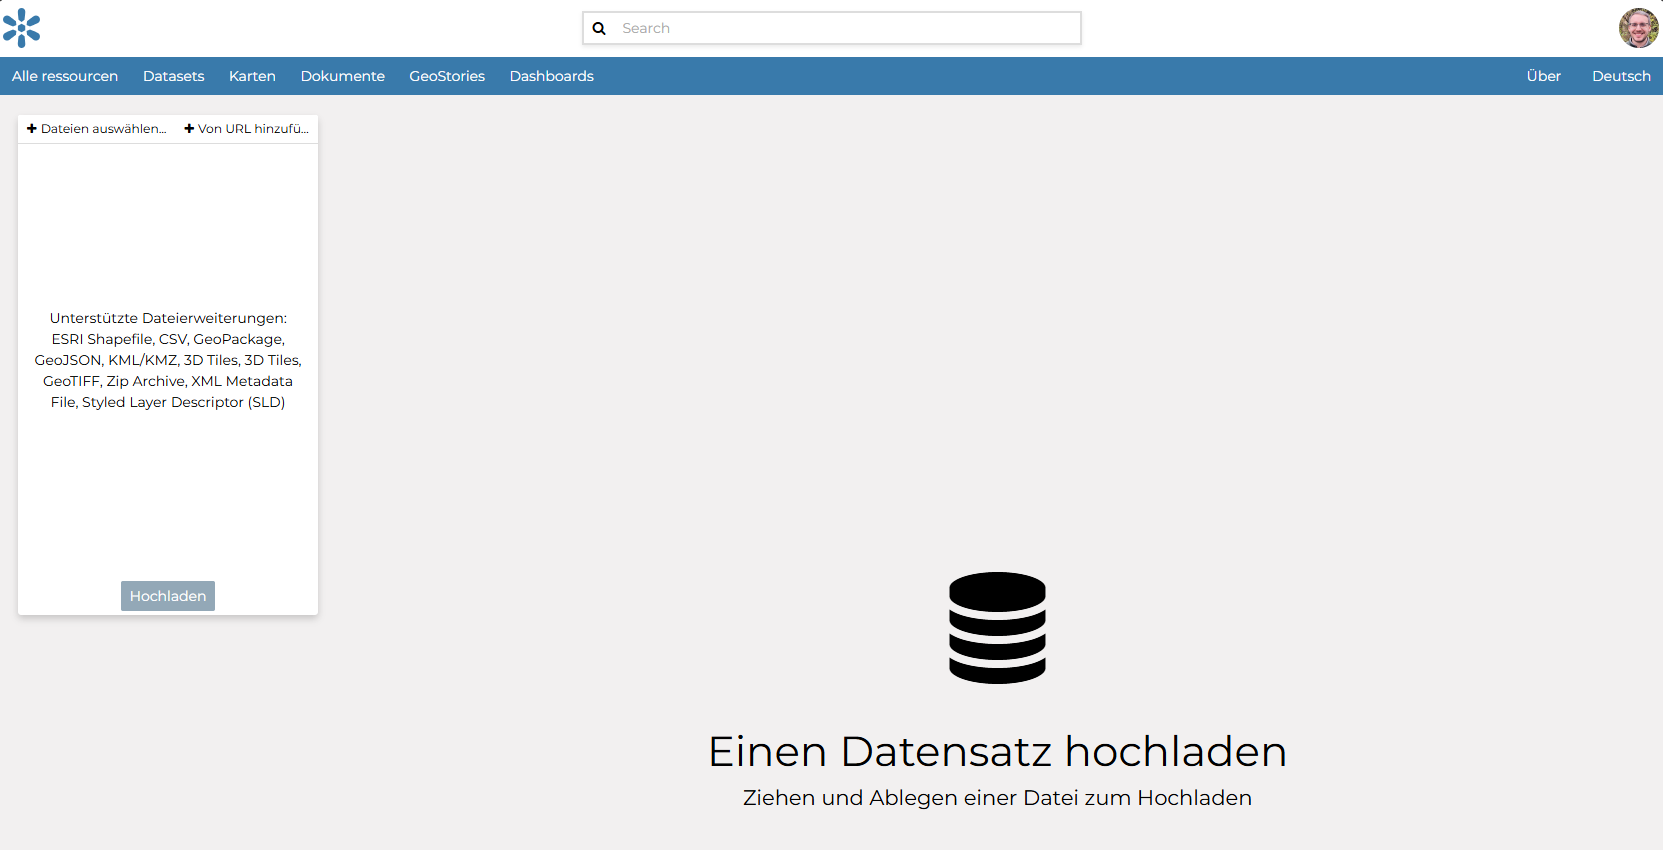 Search
Alle ressourcen
Datasets
Karten
Dokumente
GeoStories
Dashboards
Über
Deutsch
Dateien auswählen...
Von URL hinzufü...
Unterstützte Dateierweiterungen:
ESRI Shapefile, CSV, GeoPackage,
GeoJSON, KML/KMZ, 3D Tiles, 3D Tiles,
GeoTIFF, Zip Archive, XML Metadata
File, Styled Layer Descriptor (SLD)
Hochladen
Einen Datensatz hochladen
Ziehen und Ablegen einer Datei zum Hochladen